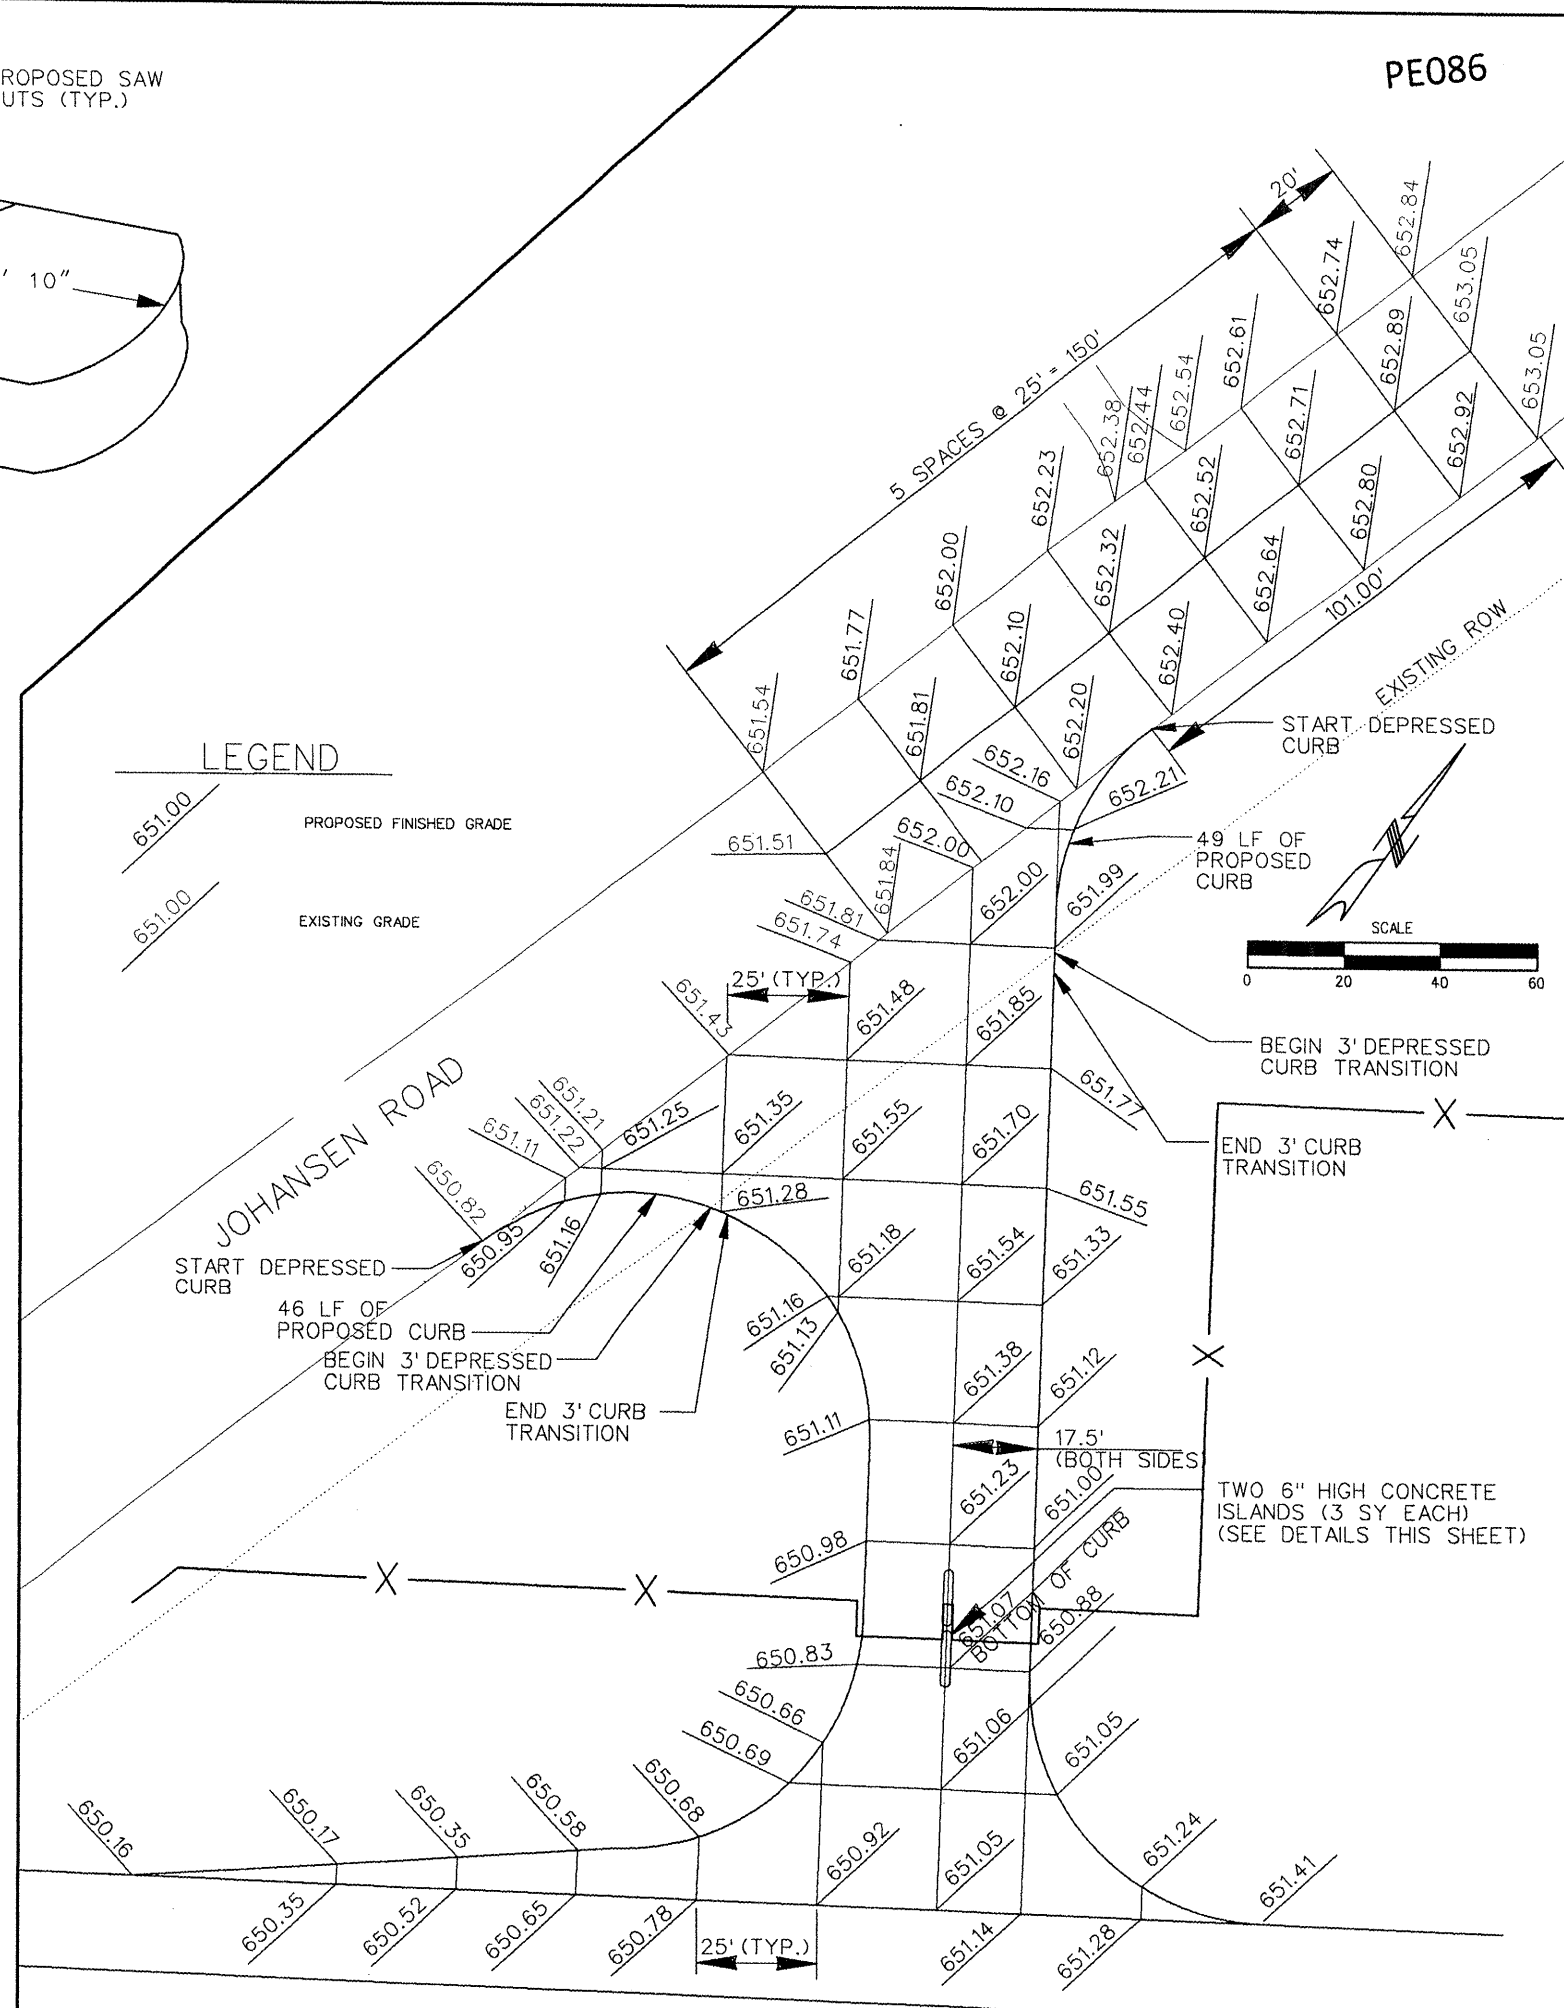 PE086
ROPOSED SAW
UTS (TYP.)
' 10"
20'
5 SPACES @ 25' = 150'
652.84
652.74
653.05
652.61
652.89
653.05
652.54
652.44
652.38
652.71
652.92
652.23
652.52
652.80
652.00
652.32
652.64
651.77
652.10
652.40
651.54
651.81
652.20
101.00'
EXISTING ROW
START DEPRESSED
CURB
652.16
652.10
652.21
651.51
652.00
651.84
49 LF OF
PROPOSED
CURB
652.00
651.99
651.81
651.74
LEGEND
651.00
PROPOSED FINISHED GRADE
651.00
EXISTING GRADE
SCALE
0 20 40 60
25' (TYP.)
651.43
651.48
651.85
BEGIN 3' DEPRESSED
CURB TRANSITION
651.77
END 3' CURB
TRANSITION
JOHANSEN ROAD
651.21
651.22
651.11
651.25
651.35
651.55
651.70
650.82
651.28
651.55
650.95
651.16
START DEPRESSED
CURB
46 LF OF
PROPOSED CURB
BEGIN 3' DEPRESSED
CURB TRANSITION
END 3' CURB
TRANSITION
651.18
651.54
651.33
651.16
651.13
651.38
651.12
651.11
17.5'
(BOTH SIDES
651.23
651.00
TWO 6" HIGH CONCRETE
ISLANDS (3 SY EACH)
(SEE DETAILS THIS SHEET)
650.98
X
X
X
X
651.07
BOTTOM OF CURB
650.88
650.83
650.66
650.69
651.06
651.05
650.16
650.17
650.35
650.58
650.68
650.92
651.05
651.24
651.41
650.35
650.52
650.65
650.78
651.14
651.28
25' (TYP.)